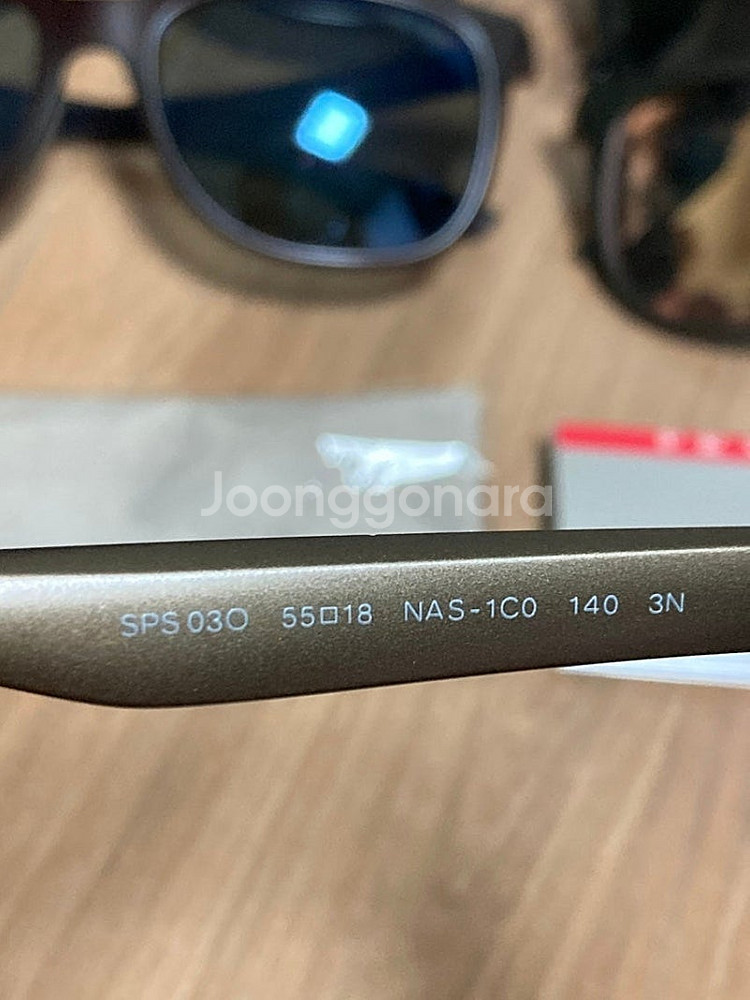 Joonggonara
SPS 03O 55□18 NAS-1C0 140 3N